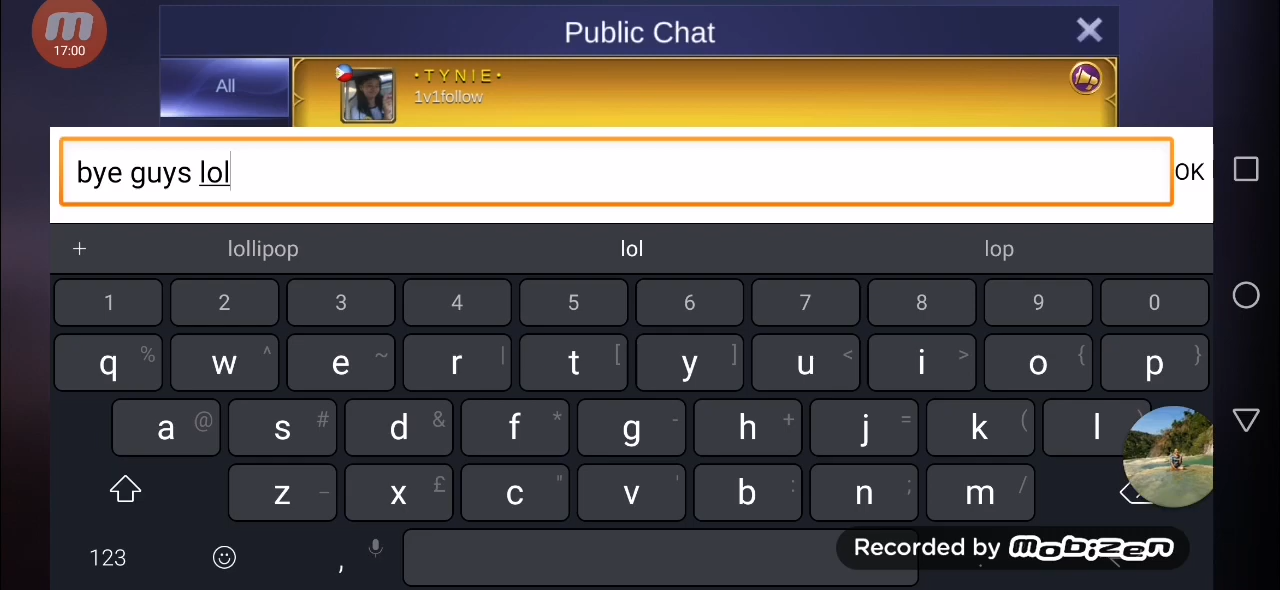 17:00
Public Chat
All
•TYNIE•
1v1follow
bye guys lol
OK
+ lollipop lol lop
1 2 3 4 5 6 7 8 9 0
q % w ^ e ~ r | t [ y ] u < i > o { p }
a @ s # d & f * g - h + j = k ( l )
z _ x £ c " v ' b : n ; m /
123 , .
Recorded by mobizen